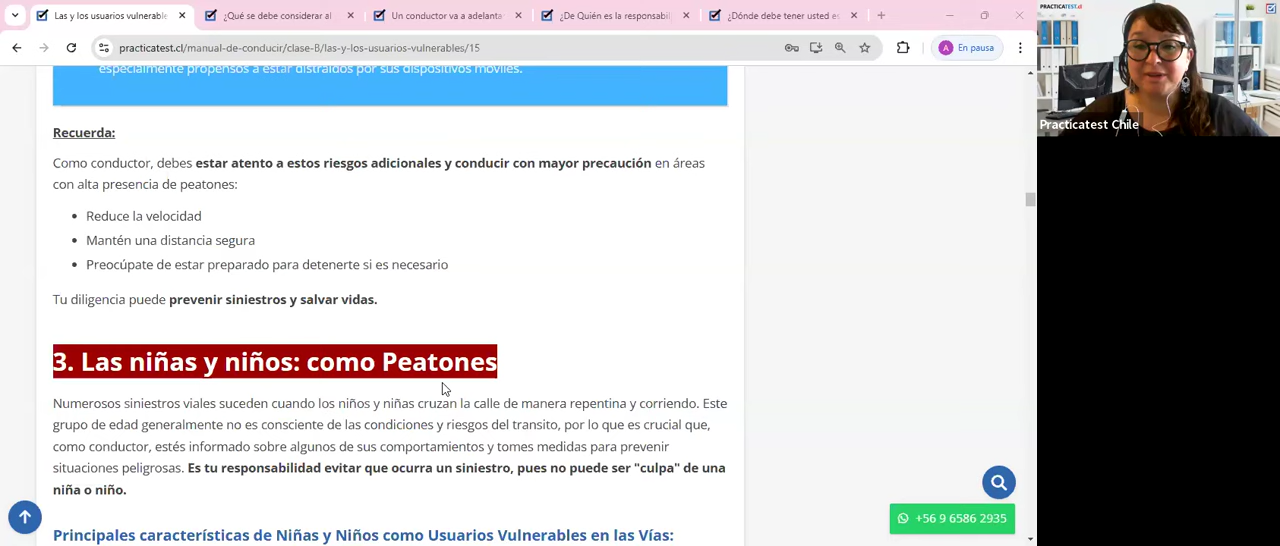 Las y los usuarios vulnerable
¿Qué se debe considerar al
Un conductor va a adelantar
¿De Quién es la responsabil
¿Dónde debe tener usted e
practicatest.cl/manual-de-conducir/clase-B/las-y-los-usuarios-vulnerables/15
En pausa
PRACTICATEST.cl
Practicatest Chile
especialmente propensos a estar distraídos por sus dispositivos móviles.
Recuerda:
Como conductor, debes estar atento a estos riesgos adicionales y conducir con mayor precaución en áreas
con alta presencia de peatones:
• Reduce la velocidad
• Mantén una distancia segura
• Preocúpate de estar preparado para detenerte si es necesario
Tu diligencia puede prevenir siniestros y salvar vidas.
3. Las niñas y niños: como Peatones
Numerosos siniestros viales suceden cuando los niños y niñas cruzan la calle de manera repentina y corriendo. Este
grupo de edad generalmente no es consciente de las condiciones y riesgos del transito, por lo que es crucial que,
como conductor, estés informado sobre algunos de sus comportamientos y tomes medidas para prevenir
situaciones peligrosas. Es tu responsabilidad evitar que ocurra un siniestro, pues no puede ser "culpa" de una
niña o niño.
+56 9 6586 2935
Principales características de Niñas y Niños como Usuarios Vulnerables en las Vías: